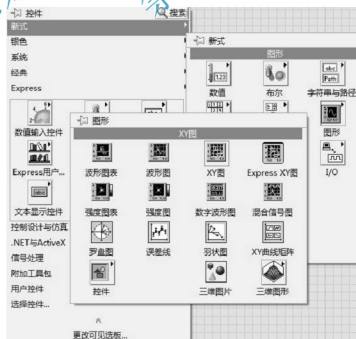 控件
搜索
新式
银色
系统
经典
Express
数值输入控件
Express用户...
文本显示控件
控制设计与仿真
.NET与ActiveX
信号处理
附加工具包
用户控件
选择控件...
更改可见选板...
新式
图形
数值
布尔
字符串与路径
图形
I/O
图形
XY图
波形图表
波形图
XY图
Express XY图
强度图表
强度图
数字波形图
混合信号图
罗盘图
误差线
羽状图
XY曲线矩阵
控件
三维图片
三维图形
1.23
abc
Path